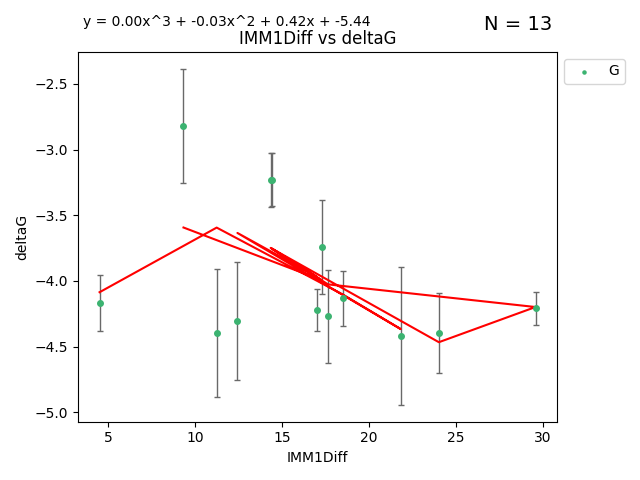 y = 0.00x^3 + -0.03x^2 + 0.42x + -5.44
N = 13
IMM1Diff vs deltaG
G
deltaG
−2.5
−3.0
−3.5
−4.0
−4.5
−5.0
5 10 15 20 25 30
IMM1Diff